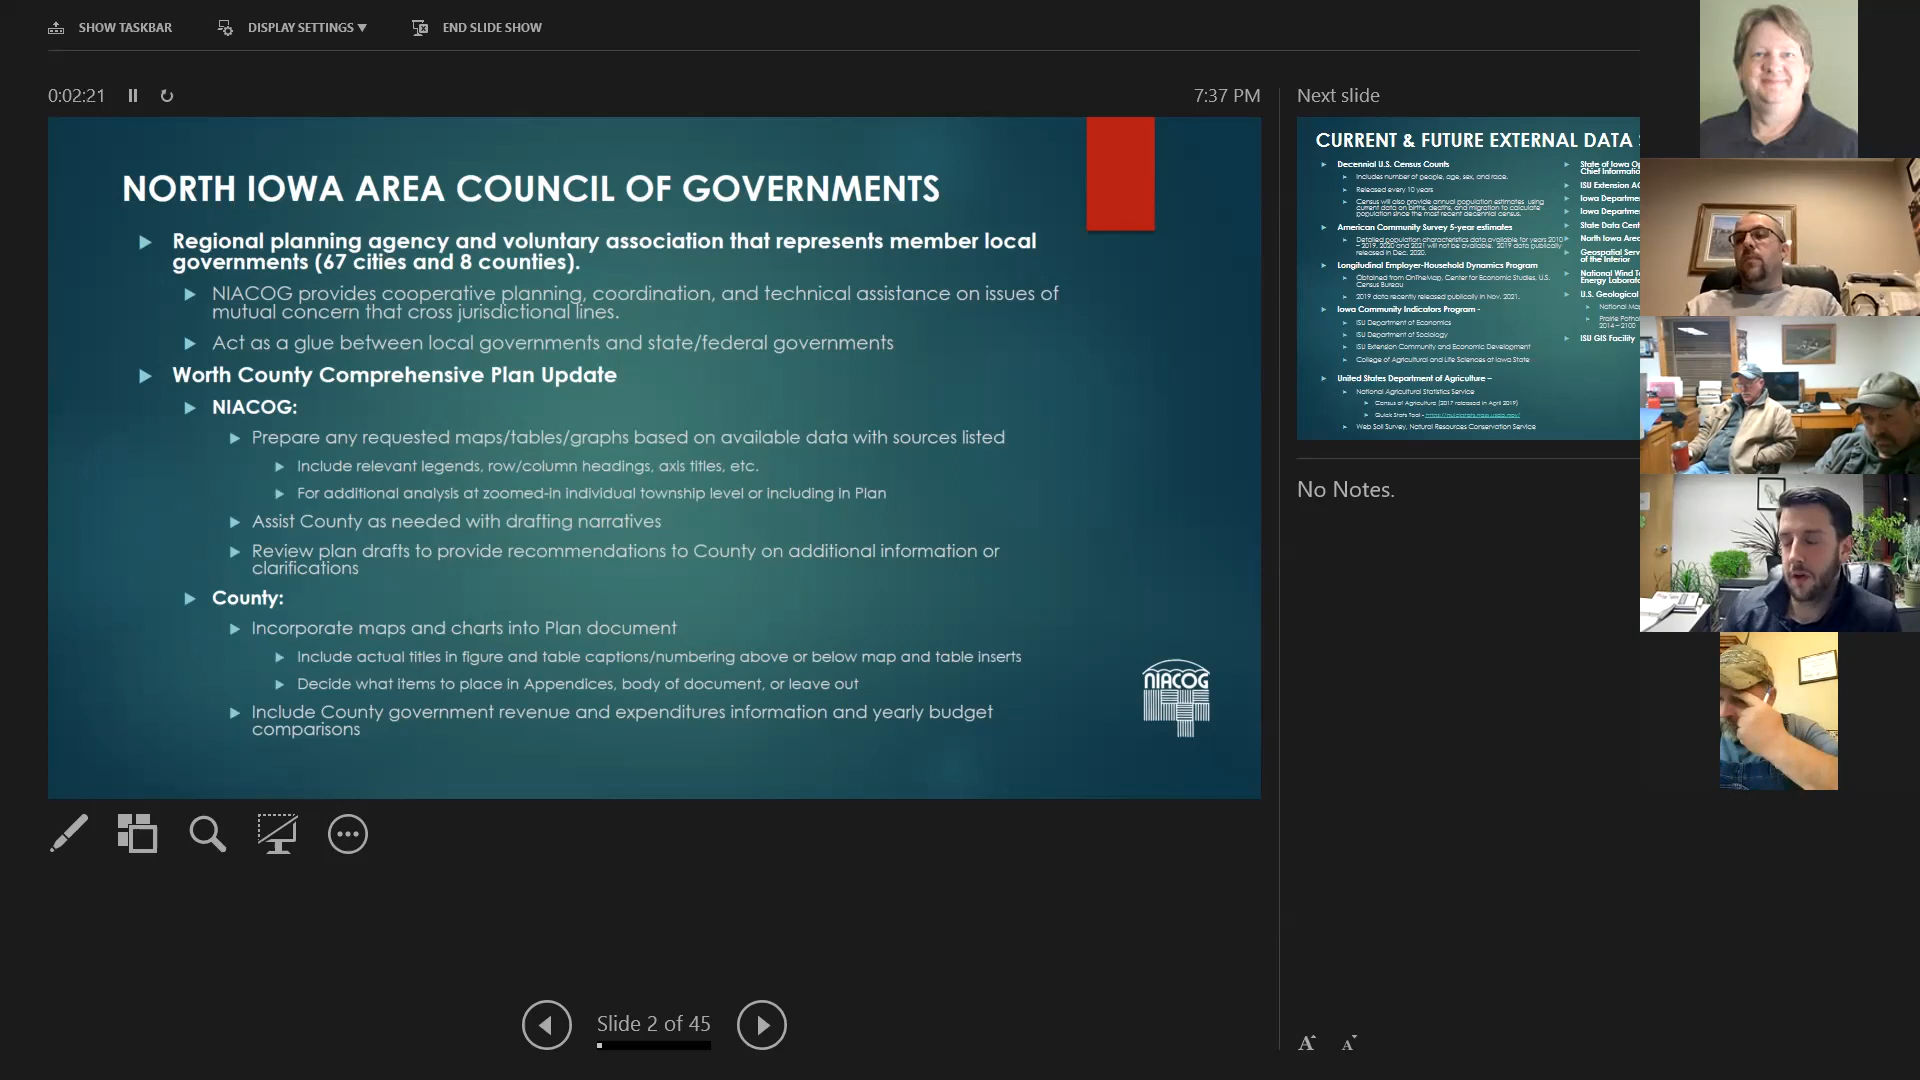 SHOW TASKBAR
DISPLAY SETTINGS ▾
END SLIDE SHOW
0:02:21
7:37 PM
Next slide
NORTH IOWA AREA COUNCIL OF GOVERNMENTS
Regional planning agency and voluntary association that represents member local
governments (67 cities and 8 counties).
NIACOG provides cooperative planning, coordination, and technical assistance on issues of
mutual concern that cross jurisdictional lines.
Act as a glue between local governments and state/federal governments
Worth County Comprehensive Plan Update
NIACOG:
Prepare any requested maps/tables/graphs based on available data with sources listed
Include relevant legends, row/column headings, axis titles, etc.
For additional analysis at zoomed-in individual township level or including in Plan
Assist County as needed with drafting narratives
Review plan drafts to provide recommendations to County on additional information or
clarifications
County:
Incorporate maps and charts into Plan document
Include actual titles in figure and table captions/numbering above or below map and table inserts
Decide what items to place in Appendices, body of document, or leave out
Include County government revenue and expenditures information and yearly budget
comparisons
NIACOG
CURRENT & FUTURE EXTERNAL DATA
Decennial U.S. Census Counts
Includes number of people, age, sex, and race.
Released every 10 years
Census will also provide annual population estimates using
current data on births, deaths, and migration to calculate
population since the most recent decennial census.
American Community Survey 5-year estimates
Detailed population characteristics data available for years 2010
– 2019, 2020 and 2021 will not be available. 2019 data publically
released in Dec. 2020.
Longitudinal Employer-Household Dynamics Program
Obtained from OnTheMap, Center for Economic Studies, U.S.
Census Bureau
2019 data recently released publically in Nov. 2021.
Iowa Community Indicators Program -
ISU Department of Economics
ISU Department of Sociology
ISU Extension Community and Economic Development
College of Agricultural and Life Sciences at Iowa State
United States Department of Agriculture –
National Agricultural Statistics Service
Census of Agriculture (2017 released in April 2019)
Quick Stats Tool -
Web Soil Survey, Natural Resources Conservation Service
State of Iowa
Chief
ISU Extension
Iowa
Iowa
State Data
North Iowa
Geospatial
of the Interior
National Wind
Energy
U.S. Geological
National
Prairie
2014 – 2100
ISU GIS Facility
No Notes.
Slide 2 of 45
A A